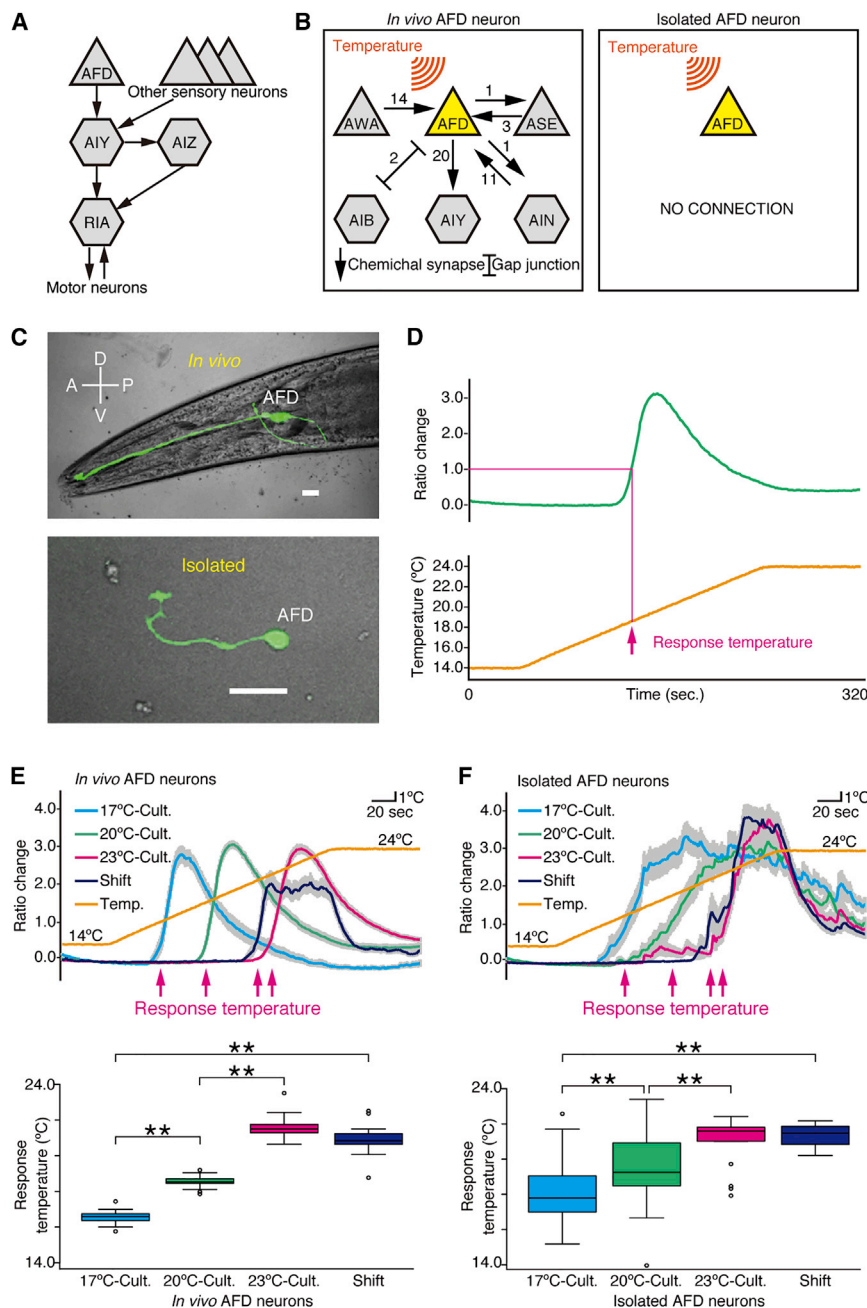 A
AFD
Other sensory neurons
AIY
AIZ
RIA
Motor neurons
B
In vivo AFD neuron
Temperature
14
1
AWA
AFD
ASE
3
2
20
1
11
AIB
AIY
AIN
Chemichal synapse
Gap junction
Isolated AFD neuron
Temperature
AFD
NO CONNECTION
C
In vivo
D
A
P
V
AFD
Isolated
AFD
D
Ratio change
3.0
2.0
1.0
0.0
Temperature (ºC)
24.0
22.0
20.0
18.0
16.0
14.0
Response temperature
0
Time (sec.)
320
E
In vivo AFD neurons
1ºC
20 sec
Ratio change
4.0
3.0
2.0
1.0
0.0
17ºC-Cult.
20ºC-Cult.
23ºC-Cult.
Shift
Temp.
24ºC
14ºC
Response temperature
**
**
**
Response
temperature (ºC)
24.0
14.0
17ºC-Cult.
20ºC-Cult.
23ºC-Cult.
Shift
In vivo AFD neurons
F
Isolated AFD neurons
1ºC
20 sec
Ratio change
4.0
3.0
2.0
1.0
0.0
17ºC-Cult.
20ºC-Cult.
23ºC-Cult.
Shift
Temp.
24ºC
14ºC
Response temperature
**
**
**
Response
temperature (ºC)
24.0
14.0
17ºC-Cult.
20ºC-Cult.
23ºC-Cult.
Shift
Isolated AFD neurons